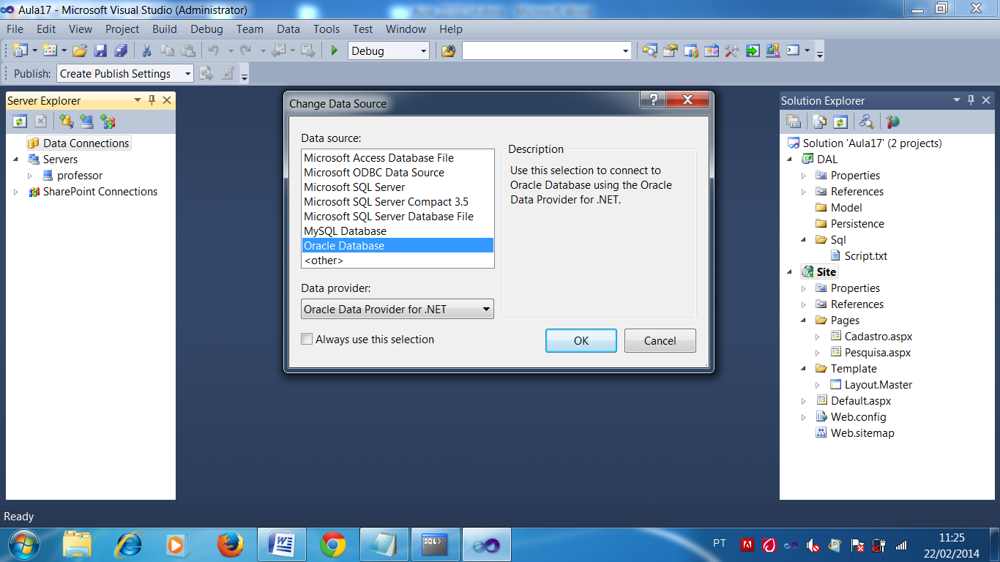 Aula17 - Microsoft Visual Studio (Administrator)
File Edit View Project Build Debug Team Data Tools Test Window Help
Debug
Publish: Create Publish Settings
Server Explorer
Data Connections
Servers
professor
SharePoint Connections
Change Data Source
Data source:
Microsoft Access Database File
Microsoft ODBC Data Source
Microsoft SQL Server
Microsoft SQL Server Compact 3.5
Microsoft SQL Server Database File
MySQL Database
Oracle Database
<other>
Data provider:
Oracle Data Provider for .NET
Always use this selection
Description
Use this selection to connect to
Oracle Database using the Oracle
Data Provider for .NET.
OK Cancel
Solution Explorer
Solution 'Aula17' (2 projects)
DAL
Properties
References
Model
Persistence
Sql
Script.txt
Site
Properties
References
Pages
Cadastro.aspx
Pesquisa.aspx
Template
Layout.Master
Default.aspx
Web.config
Web.sitemap
Ready
SQL>
PT
11:25
22/02/2014